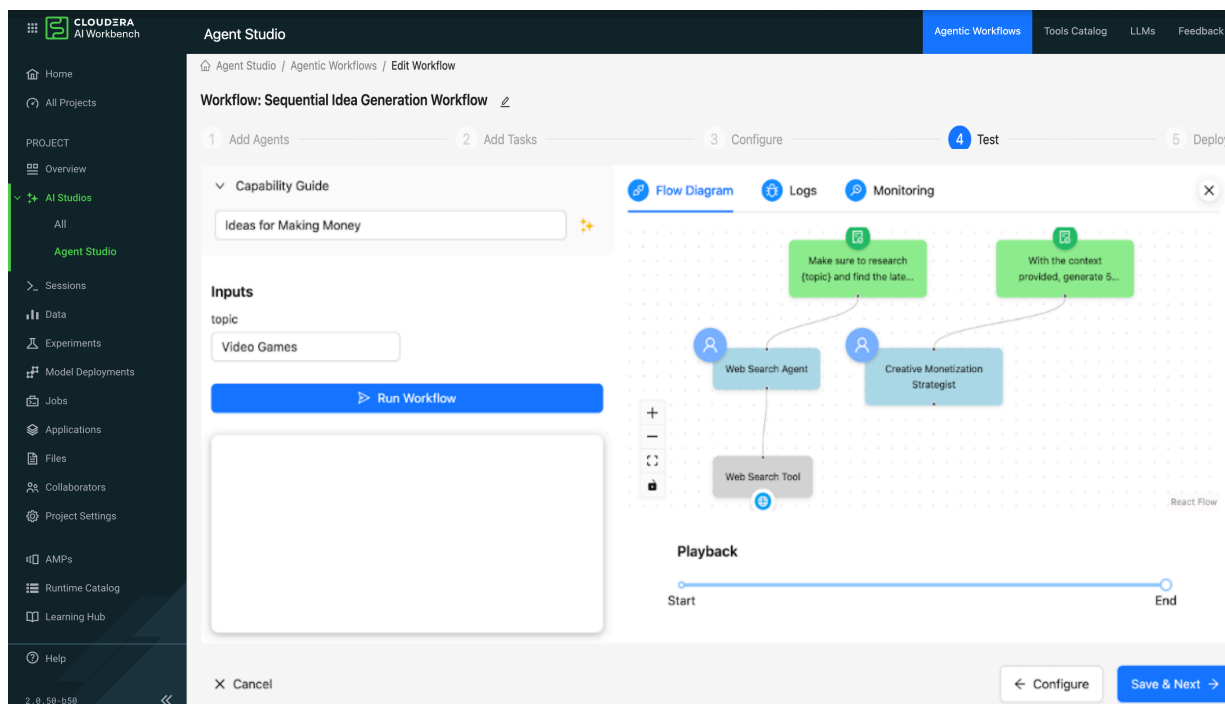 CLOUDERA
AI Workbench
Agent Studio
Agentic Workflows
Tools Catalog
LLMs
Feedback
Home
All Projects
PROJECT
Overview
AI Studios
All
Agent Studio
Sessions
Data
Experiments
Model Deployments
Jobs
Applications
Files
Collaborators
Project Settings
AMPs
Runtime Catalog
Learning Hub
Help
2.0.50-b50
Agent Studio / Agentic Workflows / Edit Workflow
Workflow: Sequential Idea Generation Workflow
1 Add Agents
2 Add Tasks
3 Configure
4 Test
5 Deploy
Capability Guide
Ideas for Making Money
Inputs
topic
Video Games
Run Workflow
Flow Diagram
Logs
Monitoring
Make sure to research
{topic} and find the late...
With the context
provided, generate 5...
Web Search Agent
Creative Monetization
Strategist
Web Search Tool
React Flow
Playback
Start
End
Cancel
Configure
Save & Next